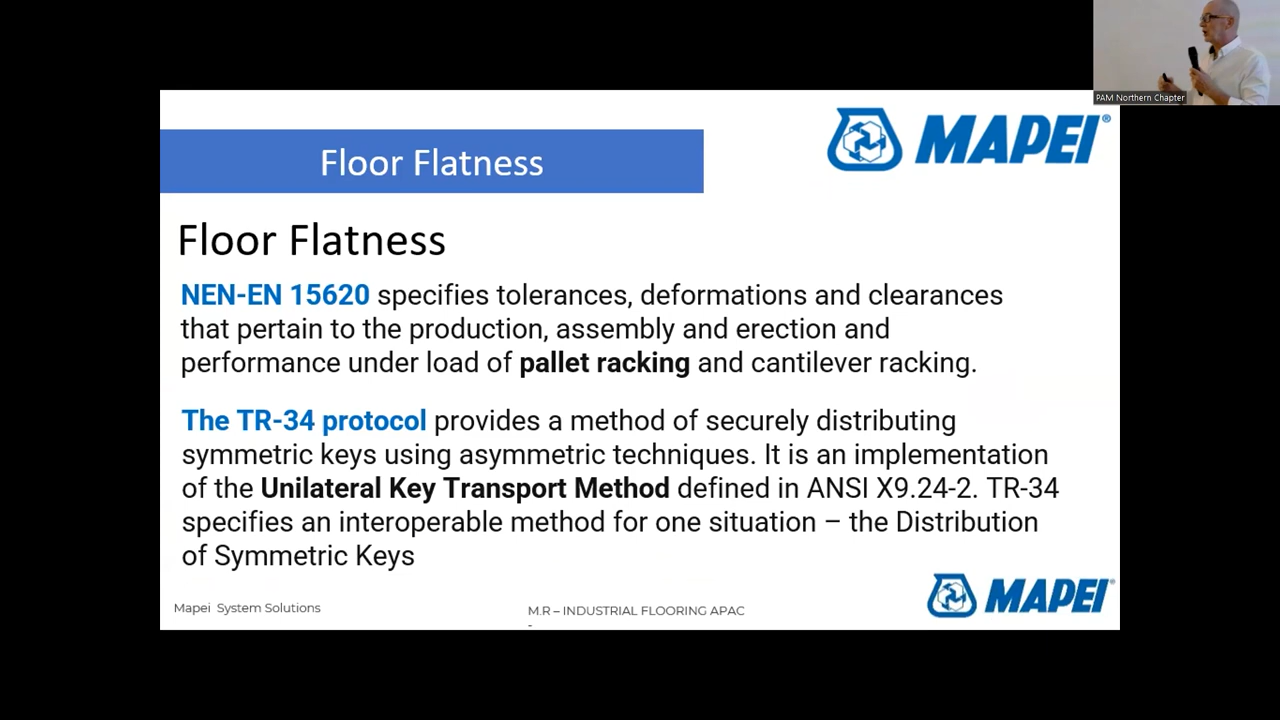 PAM Northern Chapter
MAPEI®
Floor Flatness
Floor Flatness
NEN-EN 15620 specifies tolerances, deformations and clearances
that pertain to the production, assembly and erection and
performance under load of pallet racking and cantilever racking.
The TR-34 protocol provides a method of securely distributing
symmetric keys using asymmetric techniques. It is an implementation
of the Unilateral Key Transport Method defined in ANSI X9.24-2. TR-34
specifies an interoperable method for one situation – the Distribution
of Symmetric Keys
Mapei System Solutions
M.R – INDUSTRIAL FLOORING APAC
-
MAPEI®